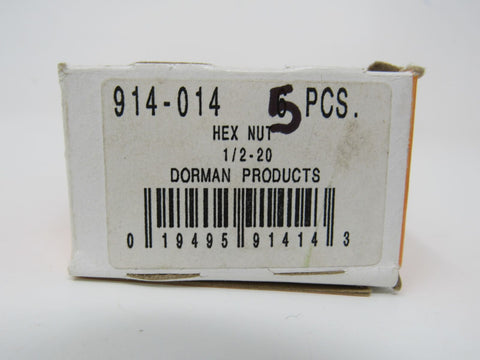 914-014 5 PCS.
HEX NUT
1/2-20
DORMAN PRODUCTS
0 19495 91414 3